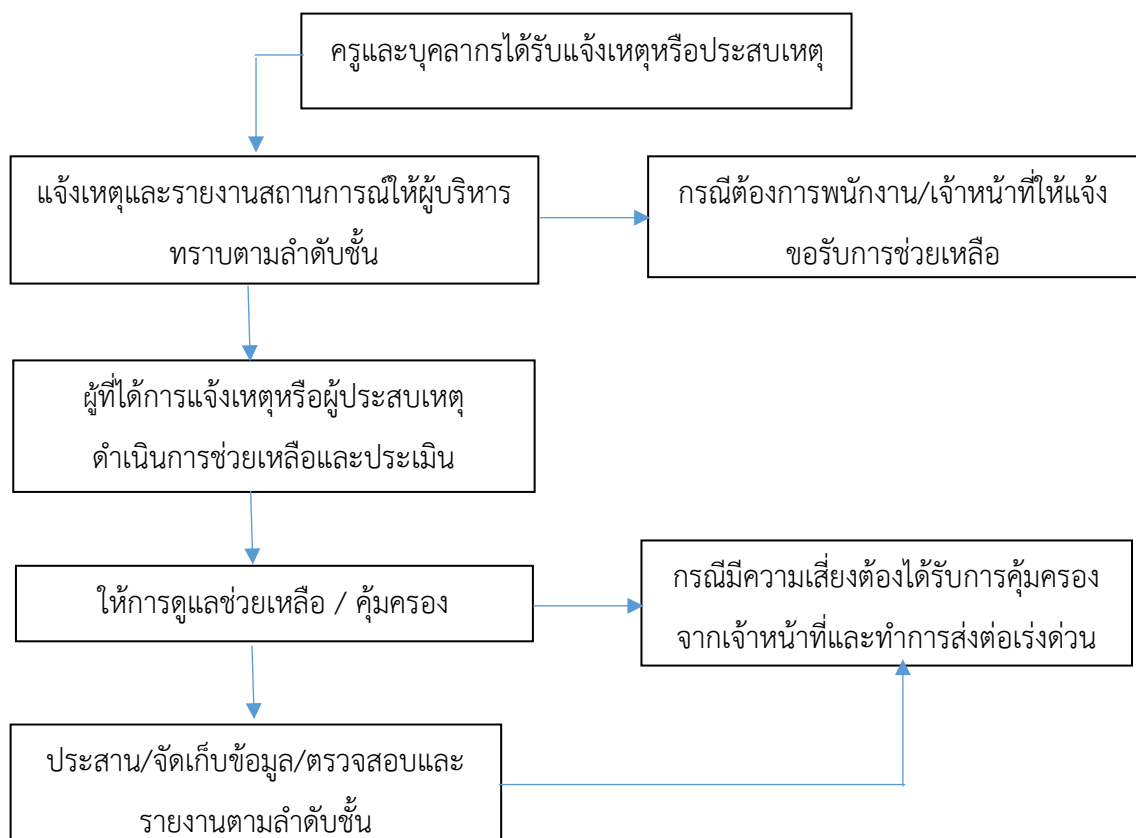 ครูและบุคลากรได้รับแจ้งเหตุหรือประสบเหตุ
แจ้งเหตุและรายงานสถานการณ์ให้ผู้บริหาร
ทราบตามลำดับชั้น
กรณีต้องการพนักงาน/เจ้าหน้าที่ให้แจ้ง
ขอรับการช่วยเหลือ
ผู้ที่ได้การแจ้งเหตุหรือผู้ประสบเหตุ
ดำเนินการช่วยเหลือและประเมิน
ให้การดูแลช่วยเหลือ / คุ้มครอง
กรณีมีความเสี่ยงต้องได้รับการคุ้มครอง
จากเจ้าหน้าที่และทำการส่งต่อเร่งด่วน
ประสาน/จัดเก็บข้อมูล/ตรวจสอบและ
รายงานตามลำดับชั้น